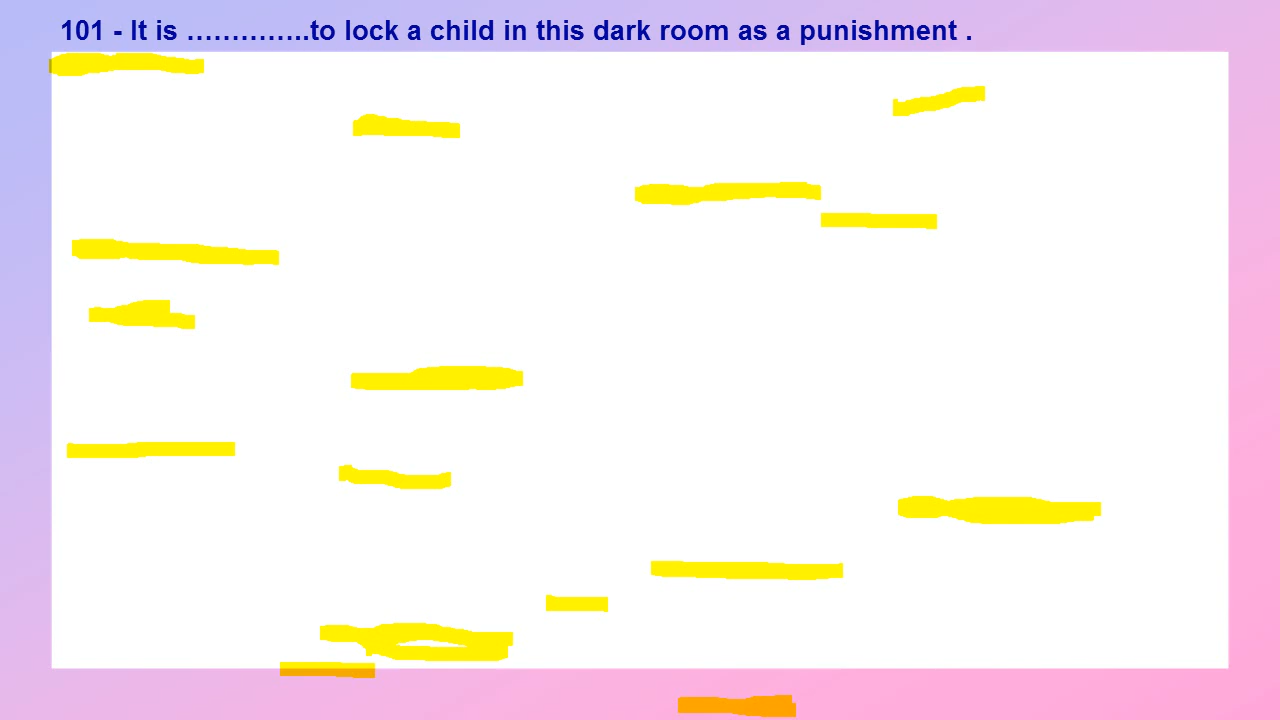 101 - It is …………..to lock a child in this dark room as a punishment .